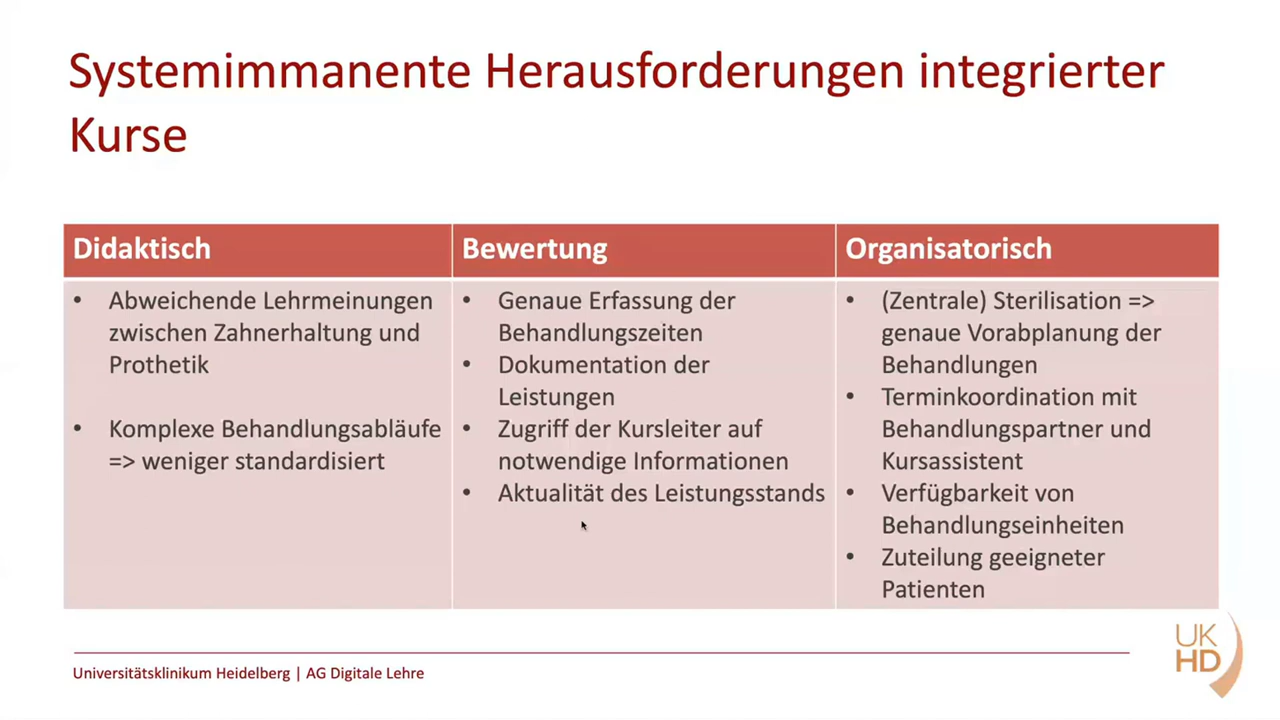 Systemimmanente Herausforderungen integrierter
Kurse
Didaktisch
• Abweichende Lehrmeinungen
zwischen Zahnerhaltung und
Prothetik
• Komplexe Behandlungsabläufe
=> weniger standardisiert
Bewertung
• Genaue Erfassung der
Behandlungszeiten
• Dokumentation der
Leistungen
• Zugriff der Kursleiter auf
notwendige Informationen
• Aktualität des Leistungsstands
Organisatorisch
• (Zentrale) Sterilisation =>
genaue Vorabplanung der
Behandlungen
• Terminkoordination mit
Behandlungspartner und
Kursassistent
• Verfügbarkeit von
Behandlungseinheiten
• Zuteilung geeigneter
Patienten
Universitätsklinikum Heidelberg | AG Digitale Lehre
UK
HD